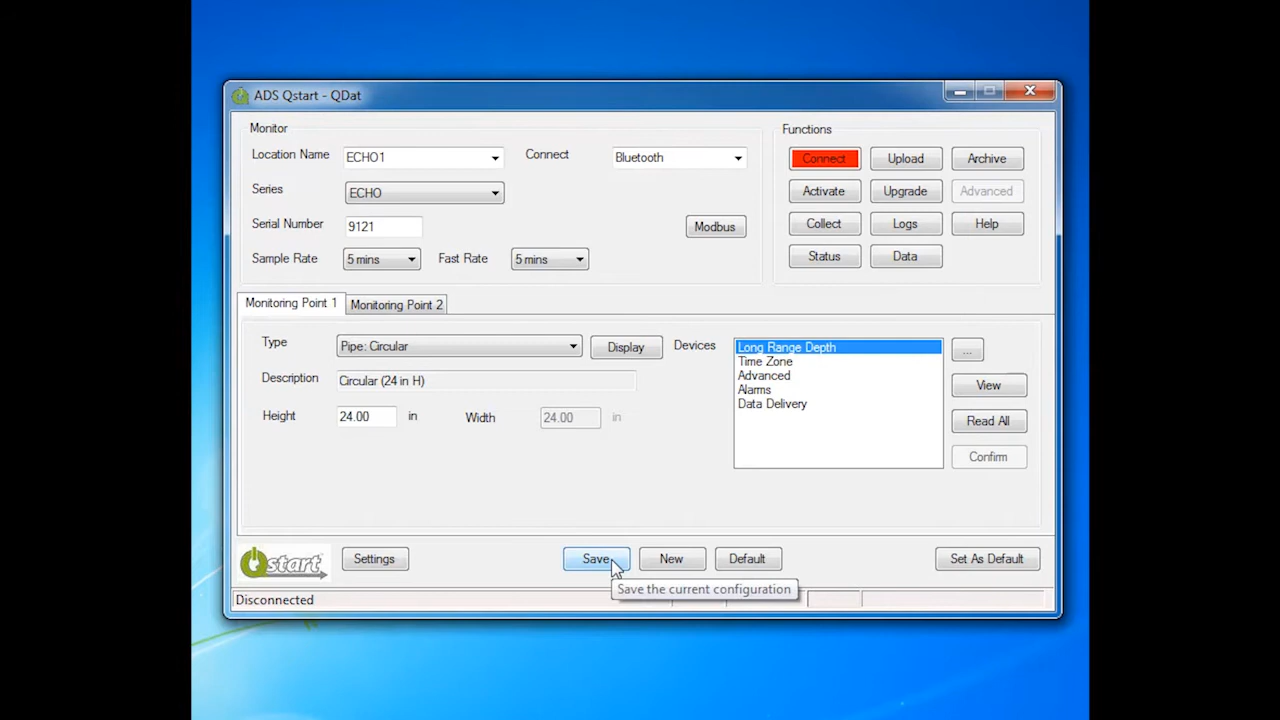 ADS Qstart - QDat
Monitor
Location Name ECHO1 Connect Bluetooth
Series ECHO
Serial Number 9121 Modbus
Sample Rate 5 mins Fast Rate 5 mins
Functions
Connect Upload Archive
Activate Upgrade Advanced
Collect Logs Help
Status Data
Monitoring Point 1 Monitoring Point 2
Type Pipe: Circular Display
Description Circular (24 in H)
Height 24.00 in Width 24.00 in
Devices
Long Range Depth
Time Zone
Advanced
Alarms
Data Delivery
...
View
Read All
Confirm
Qstart Settings Save New Default Set As Default
Save the current configuration
Disconnected